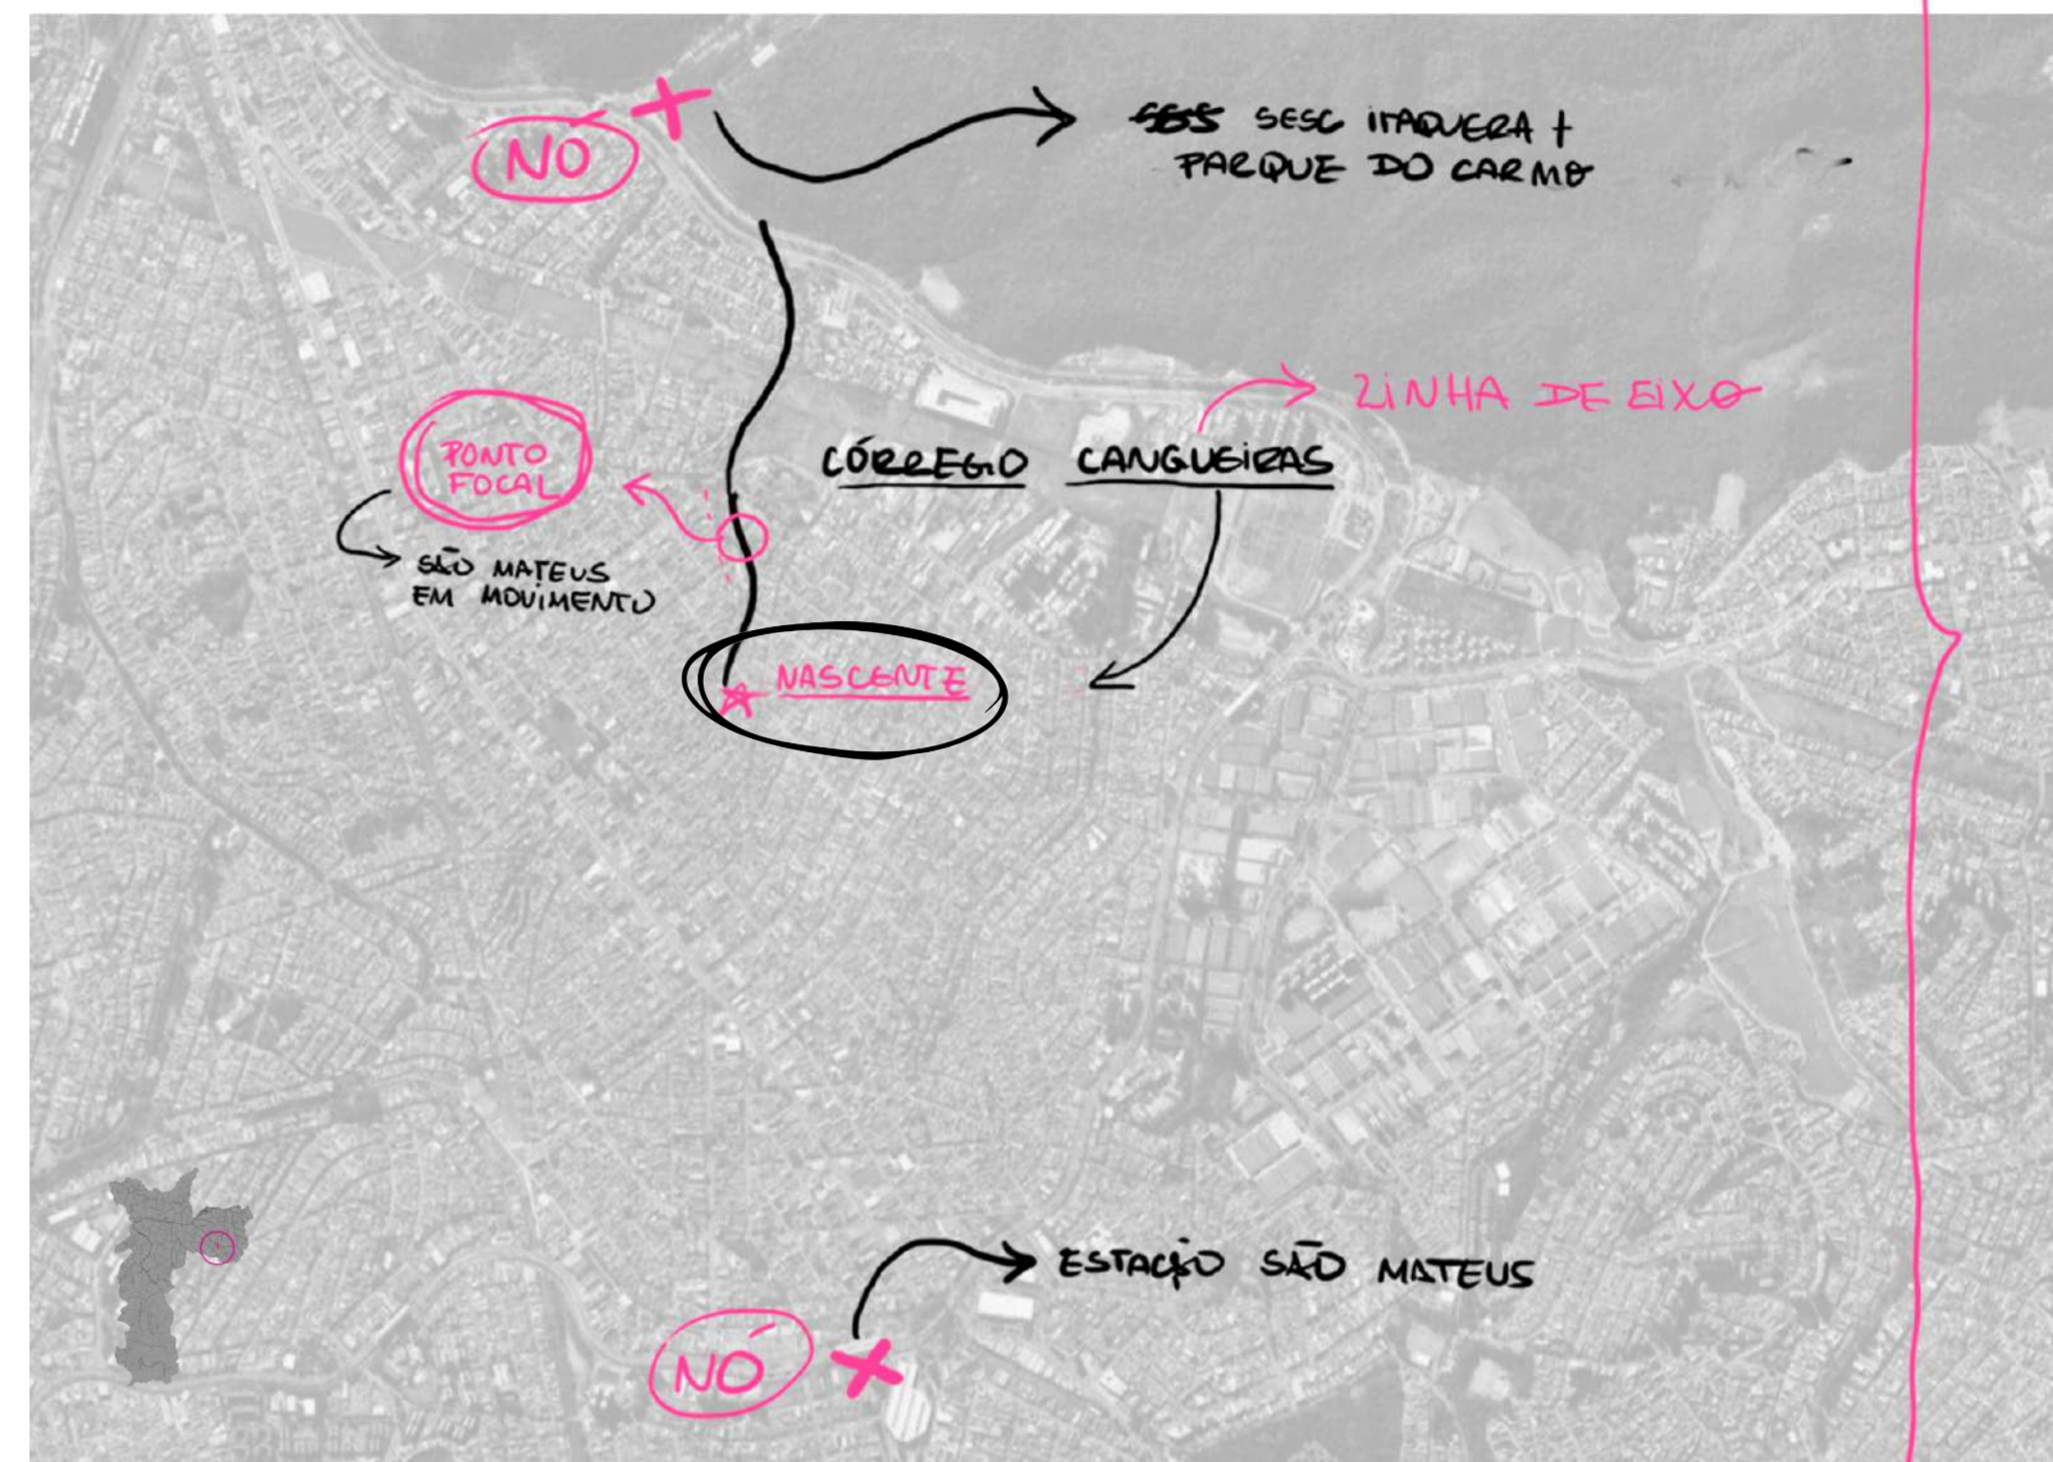 NÓ
SESC ITAQUERA +
PARQUE DO CARMO
LINHA DE EIXO
CÓRREGO CANGUEIRAS
PONTO
FOCAL
SÃO MATEUS
EM MOVIMENTO
NASCENTE
ESTAÇÃO SÃO MATEUS
NÓ